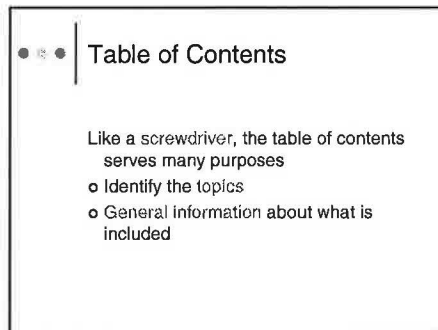 Table of Contents
Like a screwdriver, the table of contents
serves many purposes
o Identify the topics
o General information about what is
included